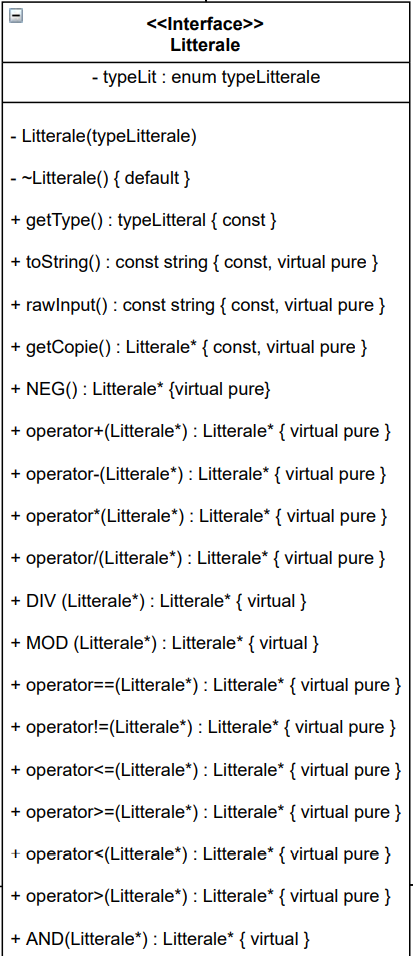 <<Interface>>
Litterale
- typeLit : enum typeLitterale
- Litterale(typeLitterale)
- ~Litterale() { default }
+ getType() : typeLitteral { const }
+ toString() : const string { const, virtual pure }
+ rawInput() : const string { const, virtual pure }
+ getCopie() : Litterale* { const, virtual pure }
+ NEG() : Litterale* {virtual pure}
+ operator+(Litterale*) : Litterale* { virtual pure }
+ operator-(Litterale*) : Litterale* { virtual pure }
+ operator*(Litterale*) : Litterale* { virtual pure }
+ operator/(Litterale*) : Litterale* { virtual pure }
+ DIV (Litterale*) : Litterale* { virtual }
+ MOD (Litterale*) : Litterale* { virtual }
+ operator==(Litterale*) : Litterale* { virtual pure }
+ operator!=(Litterale*) : Litterale* { virtual pure }
+ operator<=(Litterale*) : Litterale* { virtual pure }
+ operator>=(Litterale*) : Litterale* { virtual pure }
+ operator<(Litterale*) : Litterale* { virtual pure }
+ operator>(Litterale*) : Litterale* { virtual pure }
+ AND(Litterale*) : Litterale* { virtual }